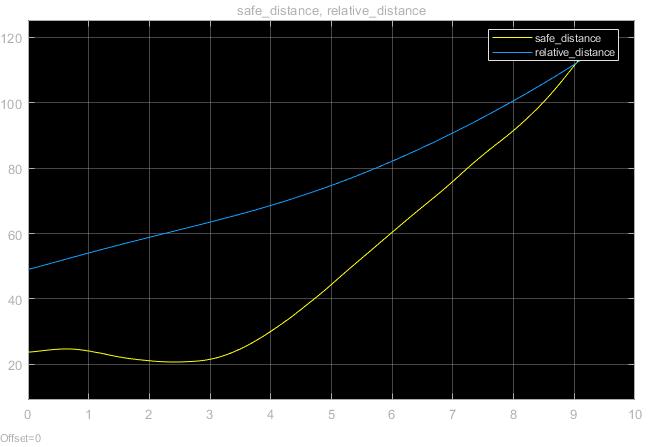 safe_distance, relative_distance
safe_distance
relative_distance
120
100
80
60
40
20
0 1 2 3 4 5 6 7 8 9 10
Offset=0